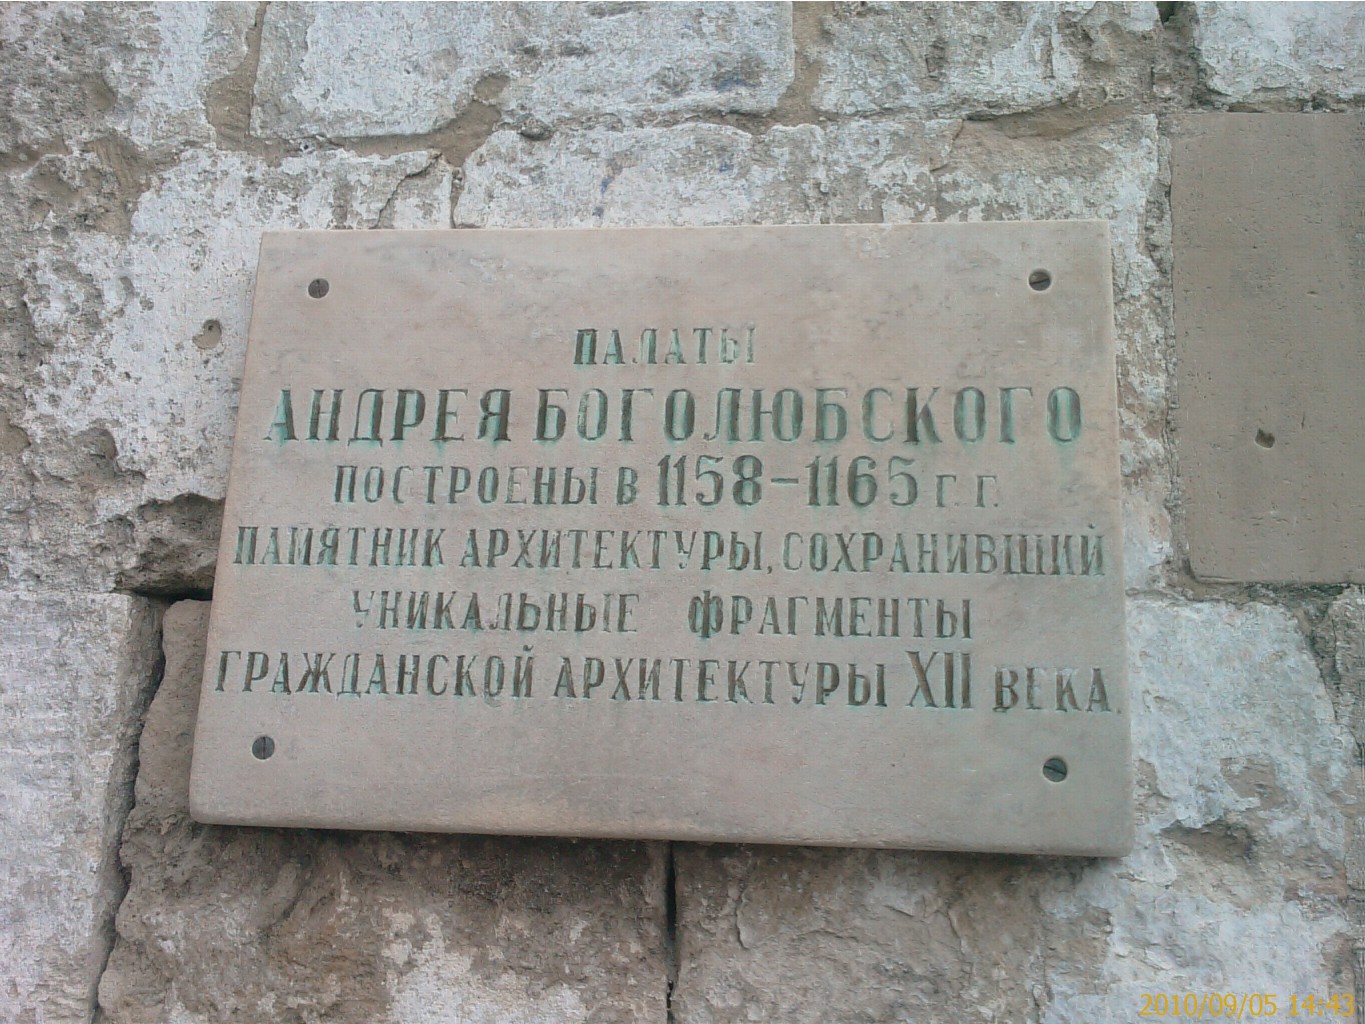 ПАЛАТЫ
АНДРЕЯ БОГОЛЮБСКОГО
ПОСТРОЕНЫ В 1158-1165 Г. Г.
ПАМЯТНИК АРХИТЕКТУРЫ, СОХРАНИВШИЙ
УНИКАЛЬНЫЕ ФРАГМЕНТЫ
ГРАЖДАНСКОЙ АРХИТЕКТУРЫ XII ВЕКА.
2010/09/05 14:43